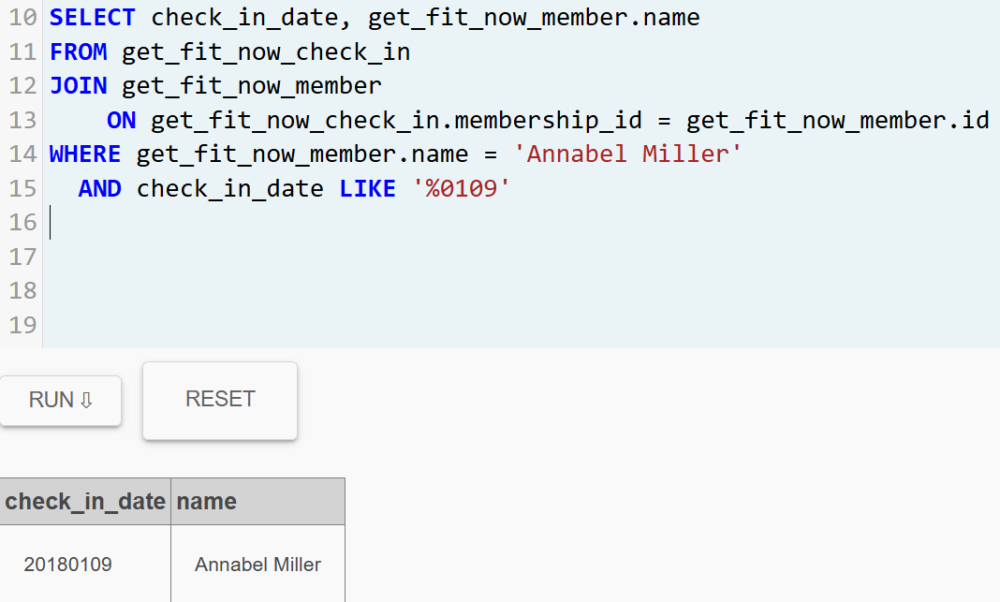 10 SELECT check_in_date, get_fit_now_member.name
11 FROM get_fit_now_check_in
12 JOIN get_fit_now_member
13     ON get_fit_now_check_in.membership_id = get_fit_now_member.id
14 WHERE get_fit_now_member.name = 'Annabel Miller'
15   AND check_in_date LIKE '%0109'
16
17
18
19
RUN ⇩ RESET
check_in_date name
20180109 Annabel Miller